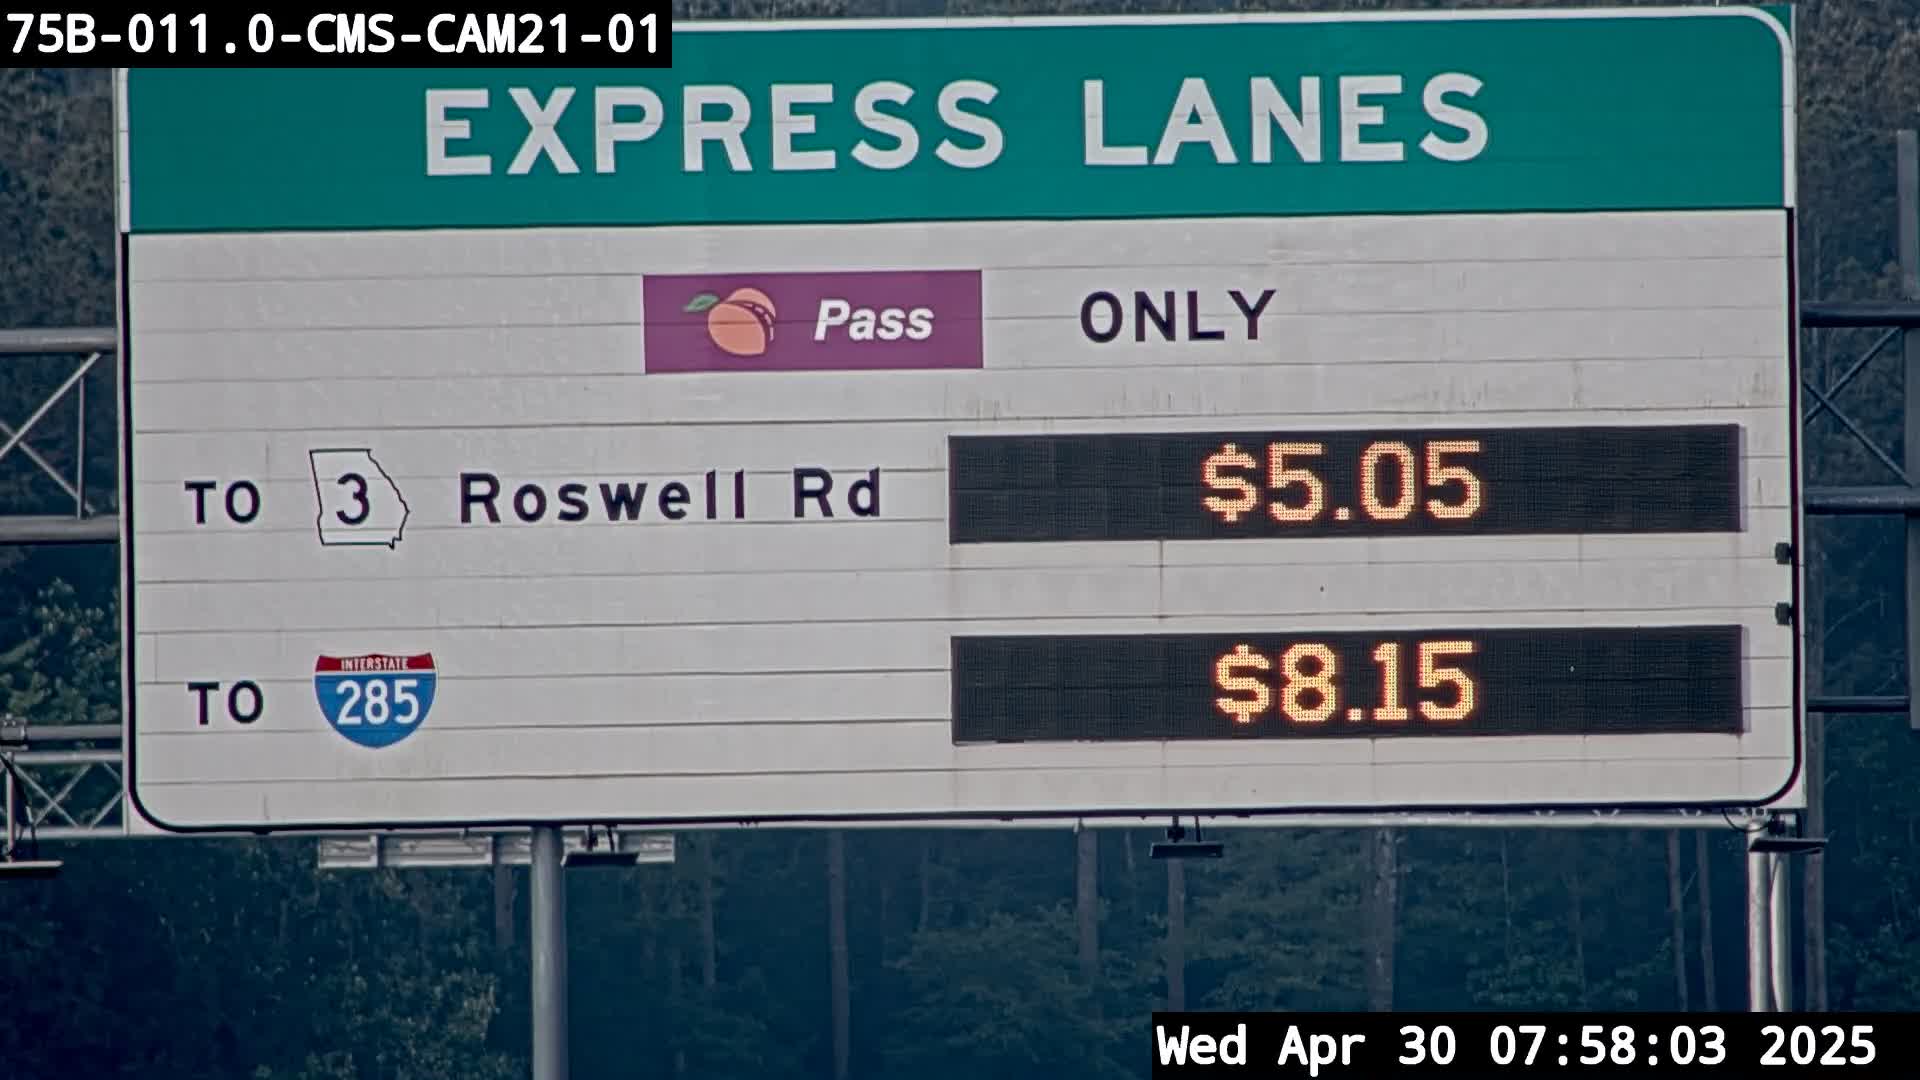 75B-011.0-CMS-CAM21-01
EXPRESS LANES
Pass ONLY
TO 3 Roswell Rd $5.05
INTERSTATE
TO 285 $8.15
Wed Apr 30 07:58:03 2025